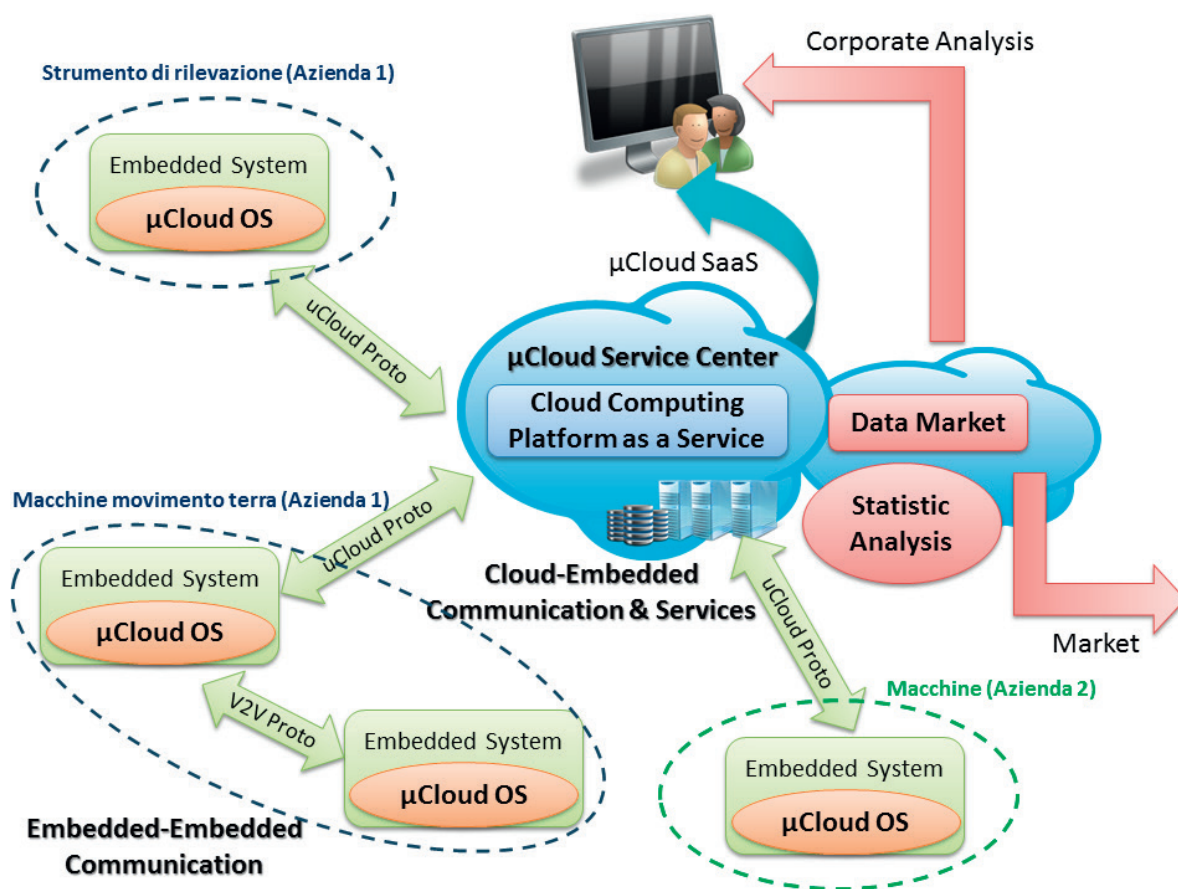 Corporate Analysis
Strumento di rilevazione (Azienda 1)
Embedded System
µCloud OS
µCloud SaaS
uCloud Proto
µCloud Service Center
Cloud Computing
Platform as a Service
Data Market
Statistic
Analysis
Macchine movimento terra (Azienda 1)
uCloud Proto
Embedded System
µCloud OS
Cloud-Embedded
Communication & Services
uCloud Proto
Market
V2V Proto
Macchine (Azienda 2)
Embedded System
µCloud OS
Embedded System
µCloud OS
Embedded-Embedded
Communication